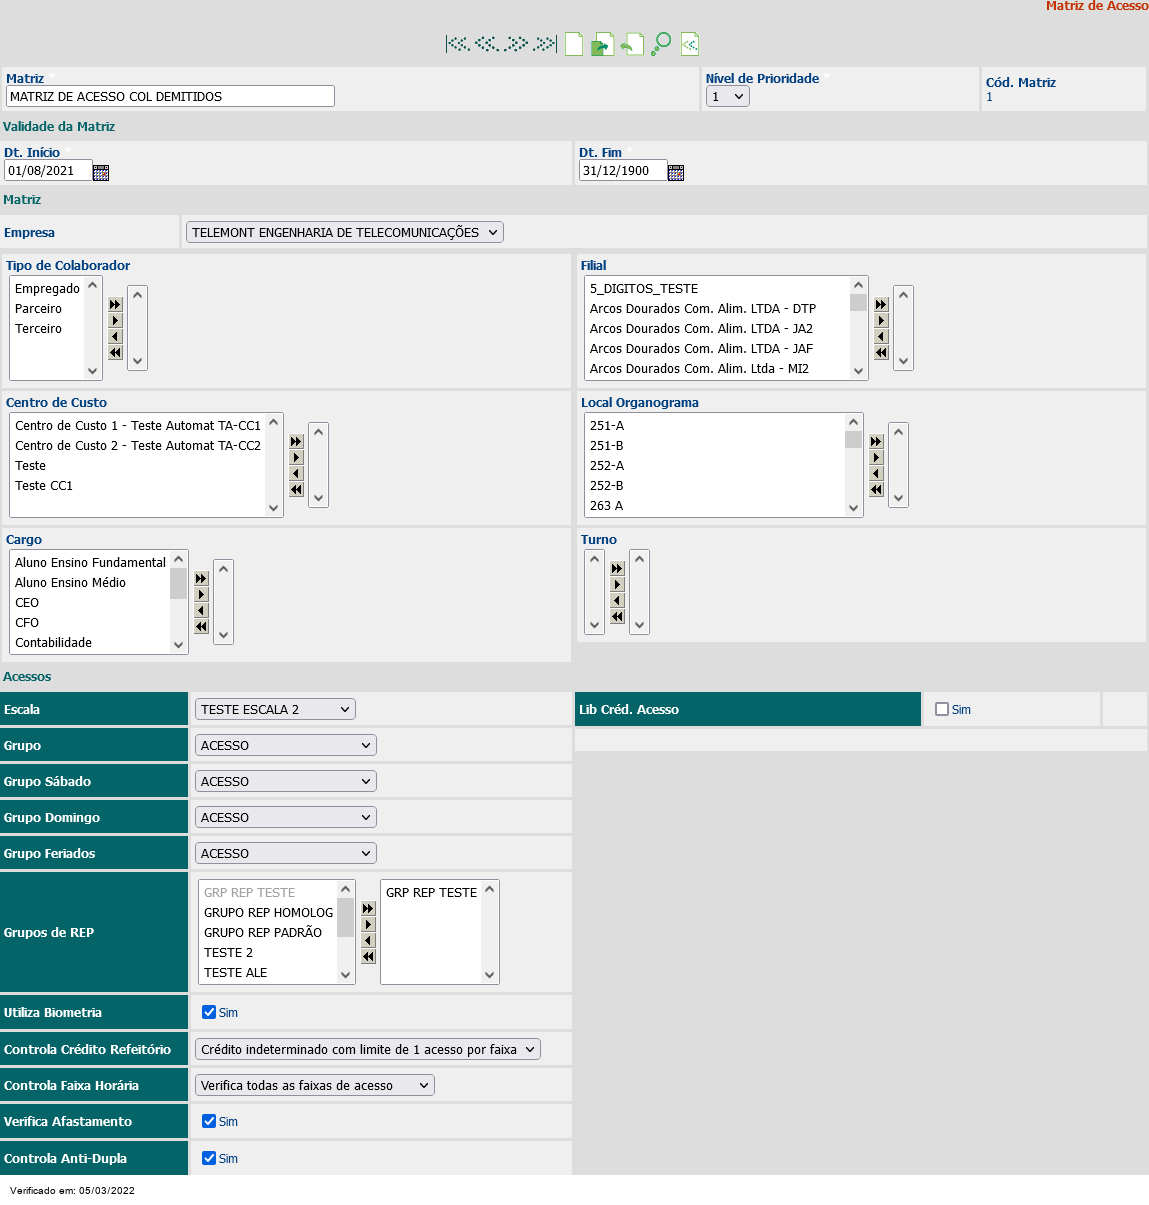 Matriz de Acesso
Matriz *
MATRIZ DE ACESSO COL DEMITIDOS
Nível de Prioridade *
1
Cód. Matriz
1
Validade da Matriz
Dt. Início *
01/08/2021
Dt. Fim *
31/12/1900
Matriz
Empresa
TELEMONT ENGENHARIA DE TELECOMUNICAÇÕES
Tipo de Colaborador
Empregado
Parceiro
Terceiro
Filial
5_DIGITOS_TESTE
Arcos Dourados Com. Alim. LTDA - DTP
Arcos Dourados Com. Alim. LTDA - JA2
Arcos Dourados Com. Alim. LTDA - JAF
Arcos Dourados Com. Alim. Ltda - MI2
Centro de Custo
Centro de Custo 1 - Teste Automat TA-CC1
Centro de Custo 2 - Teste Automat TA-CC2
Teste
Teste CC1
Local Organograma
251-A
251-B
252-A
252-B
263 A
Cargo
Aluno Ensino Fundamental
Aluno Ensino Médio
CEO
CFO
Contabilidade
Turno
Acessos
Escala
TESTE ESCALA 2
Lib Créd. Acesso
Sim
Grupo
ACESSO
Grupo Sábado
ACESSO
Grupo Domingo
ACESSO
Grupo Feriados
ACESSO
Grupos de REP
GRP REP TESTE
GRUPO REP HOMOLOG
GRUPO REP PADRÃO
TESTE 2
TESTE ALE
GRP REP TESTE
Utiliza Biometria
Sim
Controla Crédito Refeitório
Crédito indeterminado com limite de 1 acesso por faixa
Controla Faixa Horária
Verifica todas as faixas de acesso
Verifica Afastamento
Sim
Controla Anti-Dupla
Sim
Verificado em: 05/03/2022